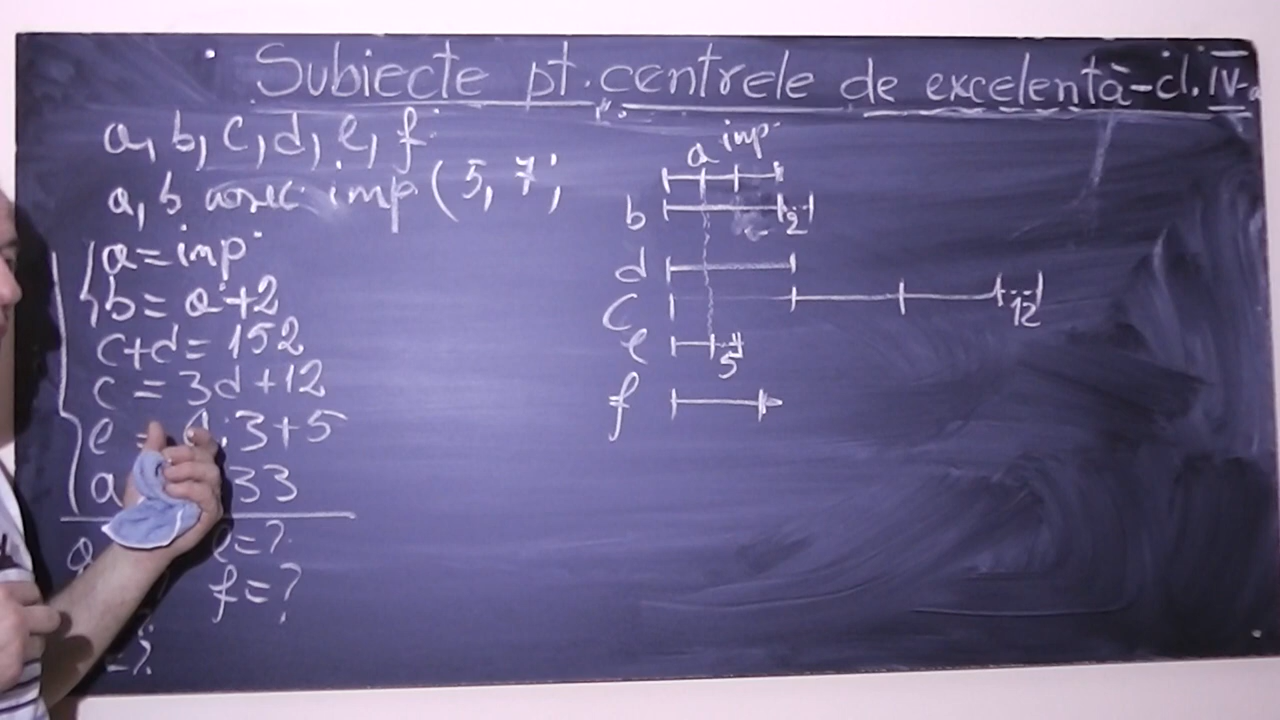 Subiecte pt. centrele de excelentă-cl. IV-a
a, b, c, d, e, f
a, b consec. imp (5, 7;
a = imp
b = a+2
c+d = 152
c = 3d+12
e = :3+5
a 33
a e=?
f=?
=?
a imp
b 2
d
C 12
e 5
f